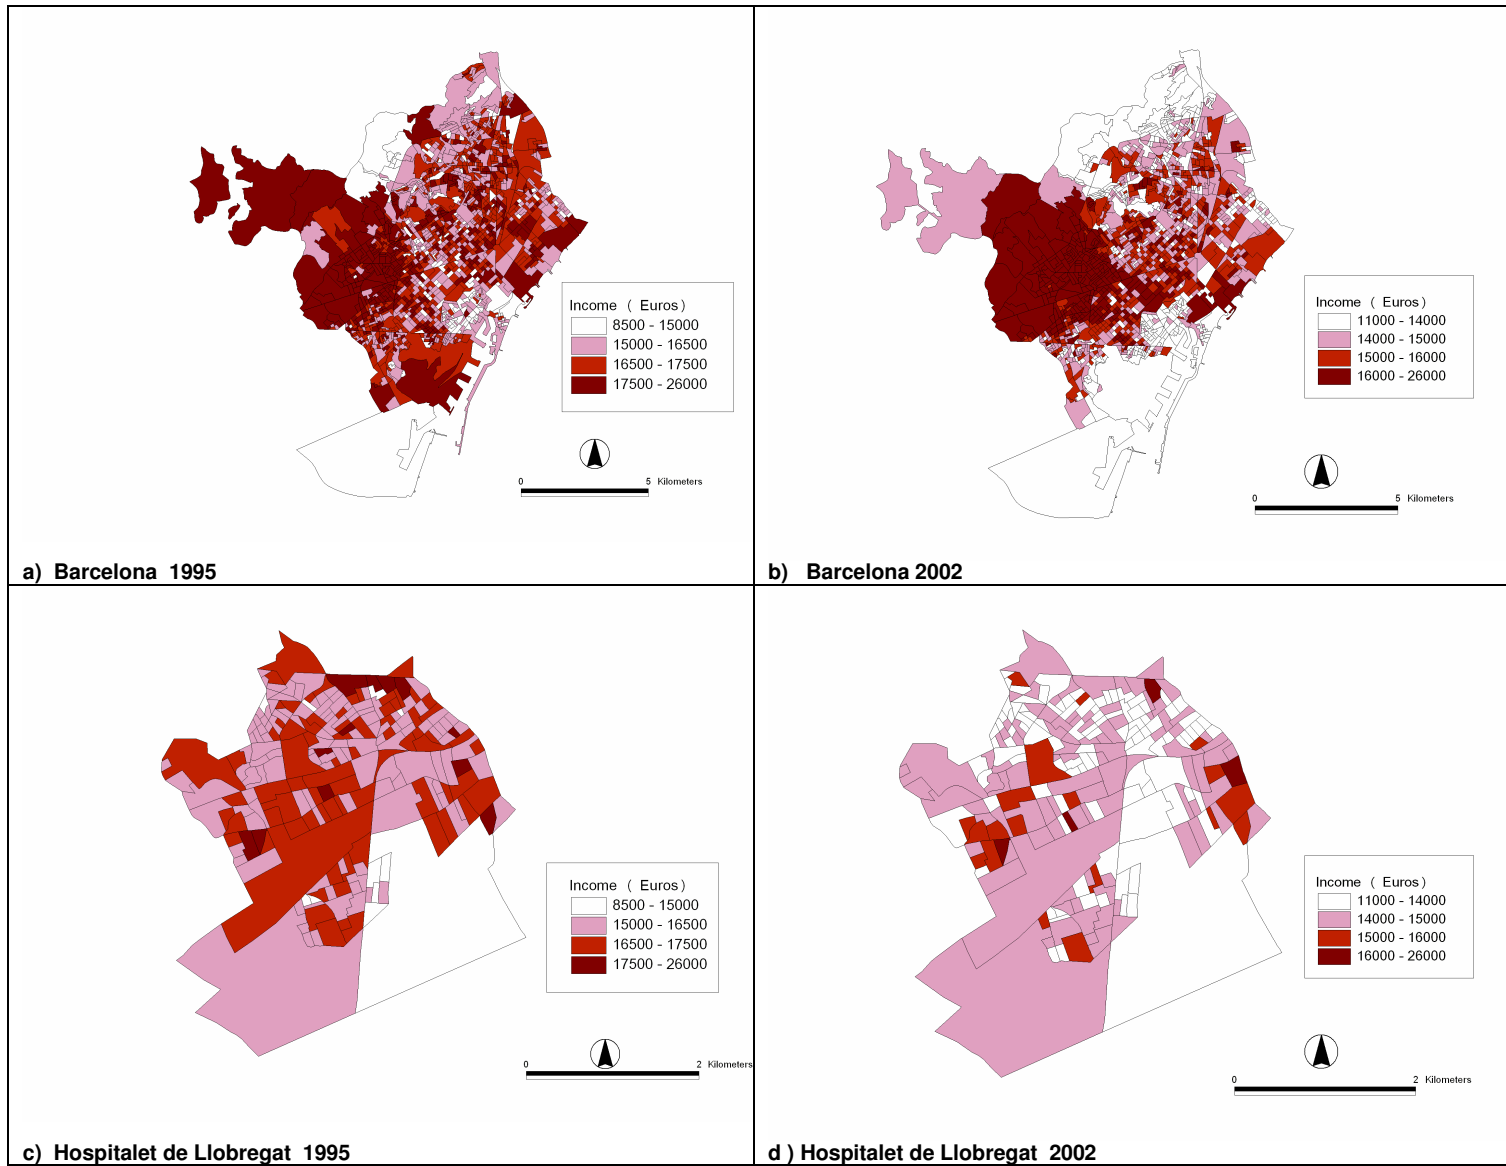 Income ( Euros)
8500 - 15000
15000 - 16500
16500 - 17500
17500 - 26000
0 5 Kilometers
a) Barcelona 1995
Income ( Euros)
11000 - 14000
14000 - 15000
15000 - 16000
16000 - 26000
0 5 Kilometers
b) Barcelona 2002
Income ( Euros)
8500 - 15000
15000 - 16500
16500 - 17500
17500 - 26000
0 2 Kilometers
c) Hospitalet de Llobregat 1995
Income ( Euros)
11000 - 14000
14000 - 15000
15000 - 16000
16000 - 26000
0 2 Kilometers
d ) Hospitalet de Llobregat 2002